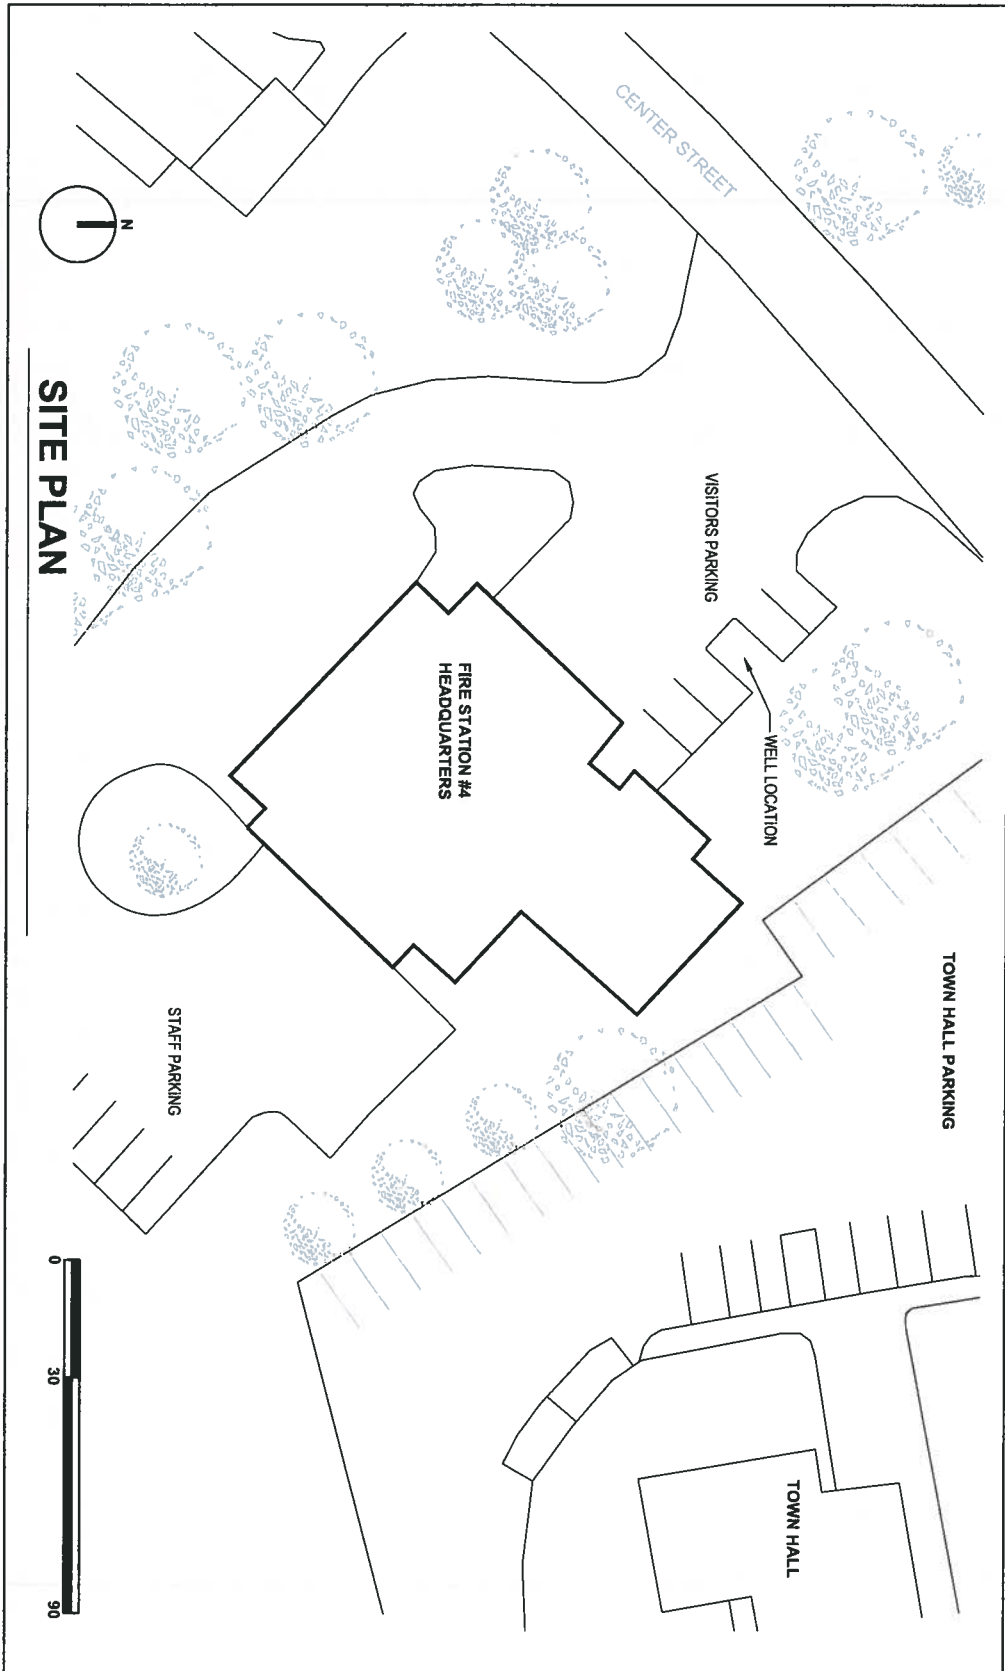 CENTER STREET
N
SITE PLAN
VISITORS PARKING
WELL LOCATION
FIRE STATION #4
HEADQUARTERS
TOWN HALL PARKING
STAFF PARKING
TOWN HALL
0
30
90